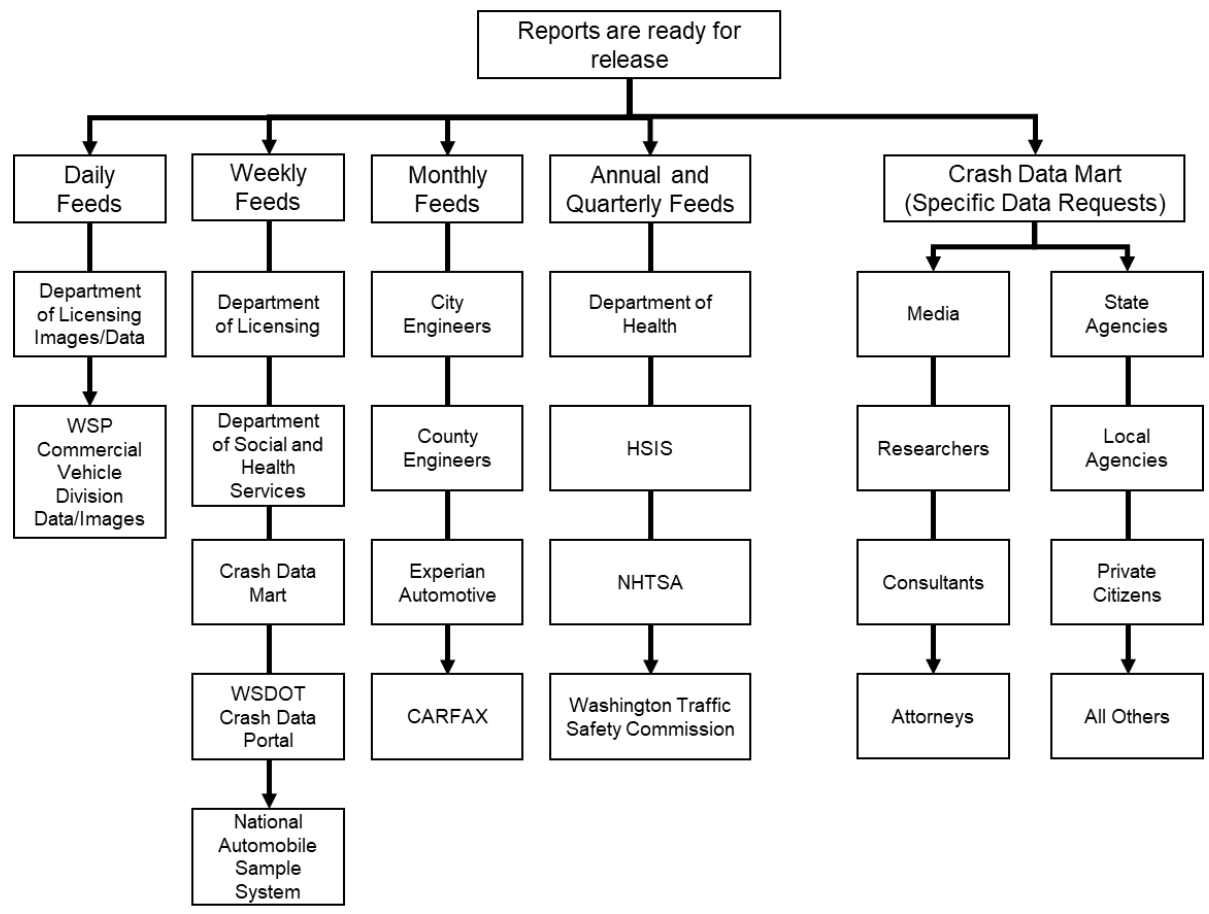 Reports are ready for
release
Daily
Feeds
Weekly
Feeds
Monthly
Feeds
Annual and
Quarterly Feeds
Crash Data Mart
(Specific Data Requests)
Department
of Licensing
Images/Data
Department
of Licensing
City
Engineers
Department of
Health
Media
State
Agencies
WSP
Commercial
Vehicle
Division
Data/Images
Department
of Social and
Health
Services
County
Engineers
HSIS
Researchers
Local
Agencies
Crash Data
Mart
Experian
Automotive
NHTSA
Consultants
Private
Citizens
WSDOT
Crash Data
Portal
CARFAX
Washington Traffic
Safety Commission
Attorneys
All Others
National
Automobile
Sample
System